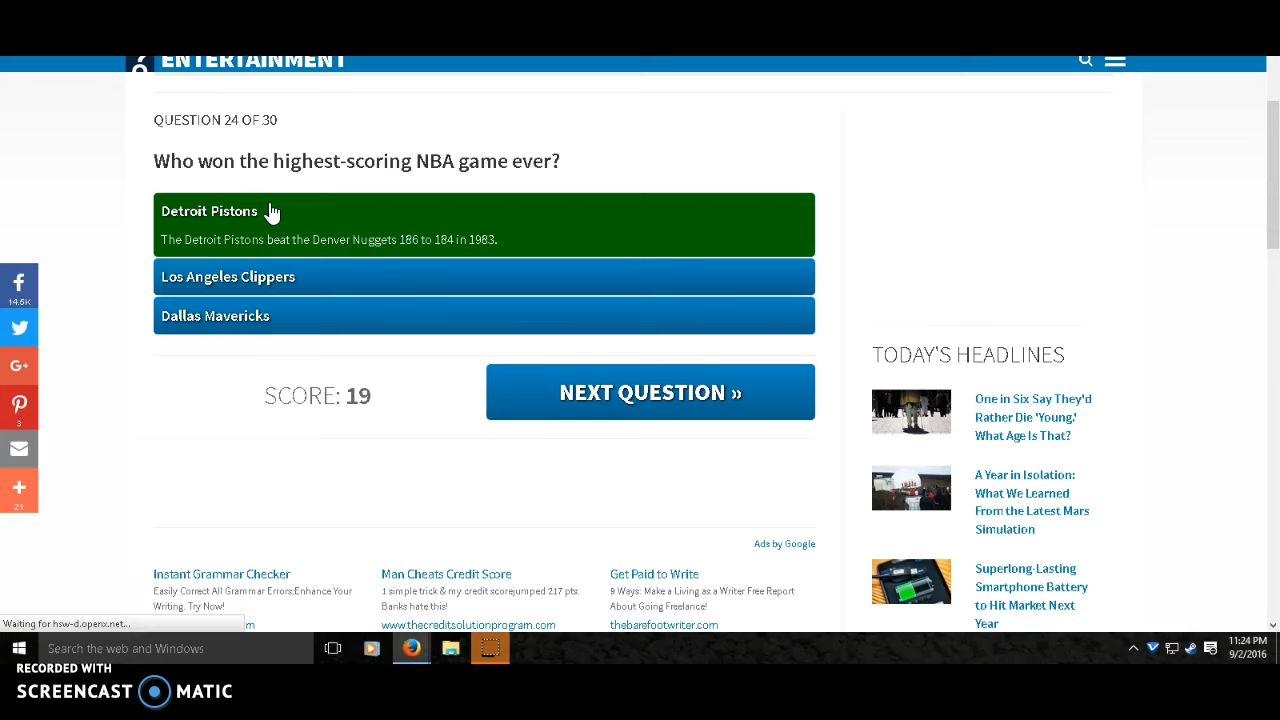 ENTERTAINMENT
QUESTION 24 OF 30
Who won the highest-scoring NBA game ever?
Detroit Pistons
The Detroit Pistons beat the Denver Nuggets 186 to 184 in 1983.
Los Angeles Clippers
Dallas Mavericks
SCORE: 19
NEXT QUESTION »
14.5K
G+
3
21
TODAY'S HEADLINES
One in Six Say They'd
Rather Die 'Young.'
What Age Is That?
A Year in Isolation:
What We Learned
From the Latest Mars
Simulation
Superlong-Lasting
Smartphone Battery
to Hit Market Next
Year
Ads by Google
Instant Grammar Checker
Easily Correct All Grammar Errors.Enhance Your
Writing. Try Now!
Man Cheats Credit Score
1 simple trick & my credit scorejumped 217 pts.
Banks hate this!
www.thecreditsolutionprogram.com
Get Paid to Write
9 Ways: Make a Living as a Writer.Free Report
About Going Freelance!
thebarefootwriter.com
Waiting for hsw-d.openx.net...
Search the web and Windows
11:24 PM
9/2/2016
RECORDED WITH
SCREENCAST MATIC